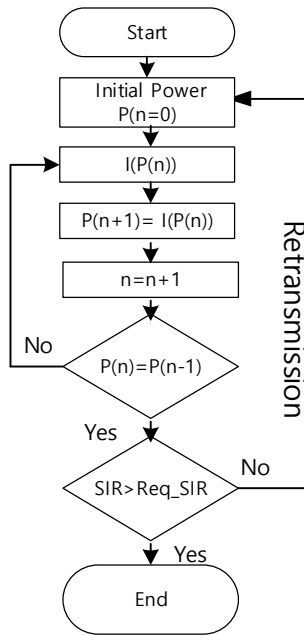 Start
Initial Power
P(n=0)
I(P(n))
P(n+1)= I(P(n))
n=n+1
No
P(n)=P(n-1)
Yes
SIR>Req_SIR
No
Retransmission
Yes
End